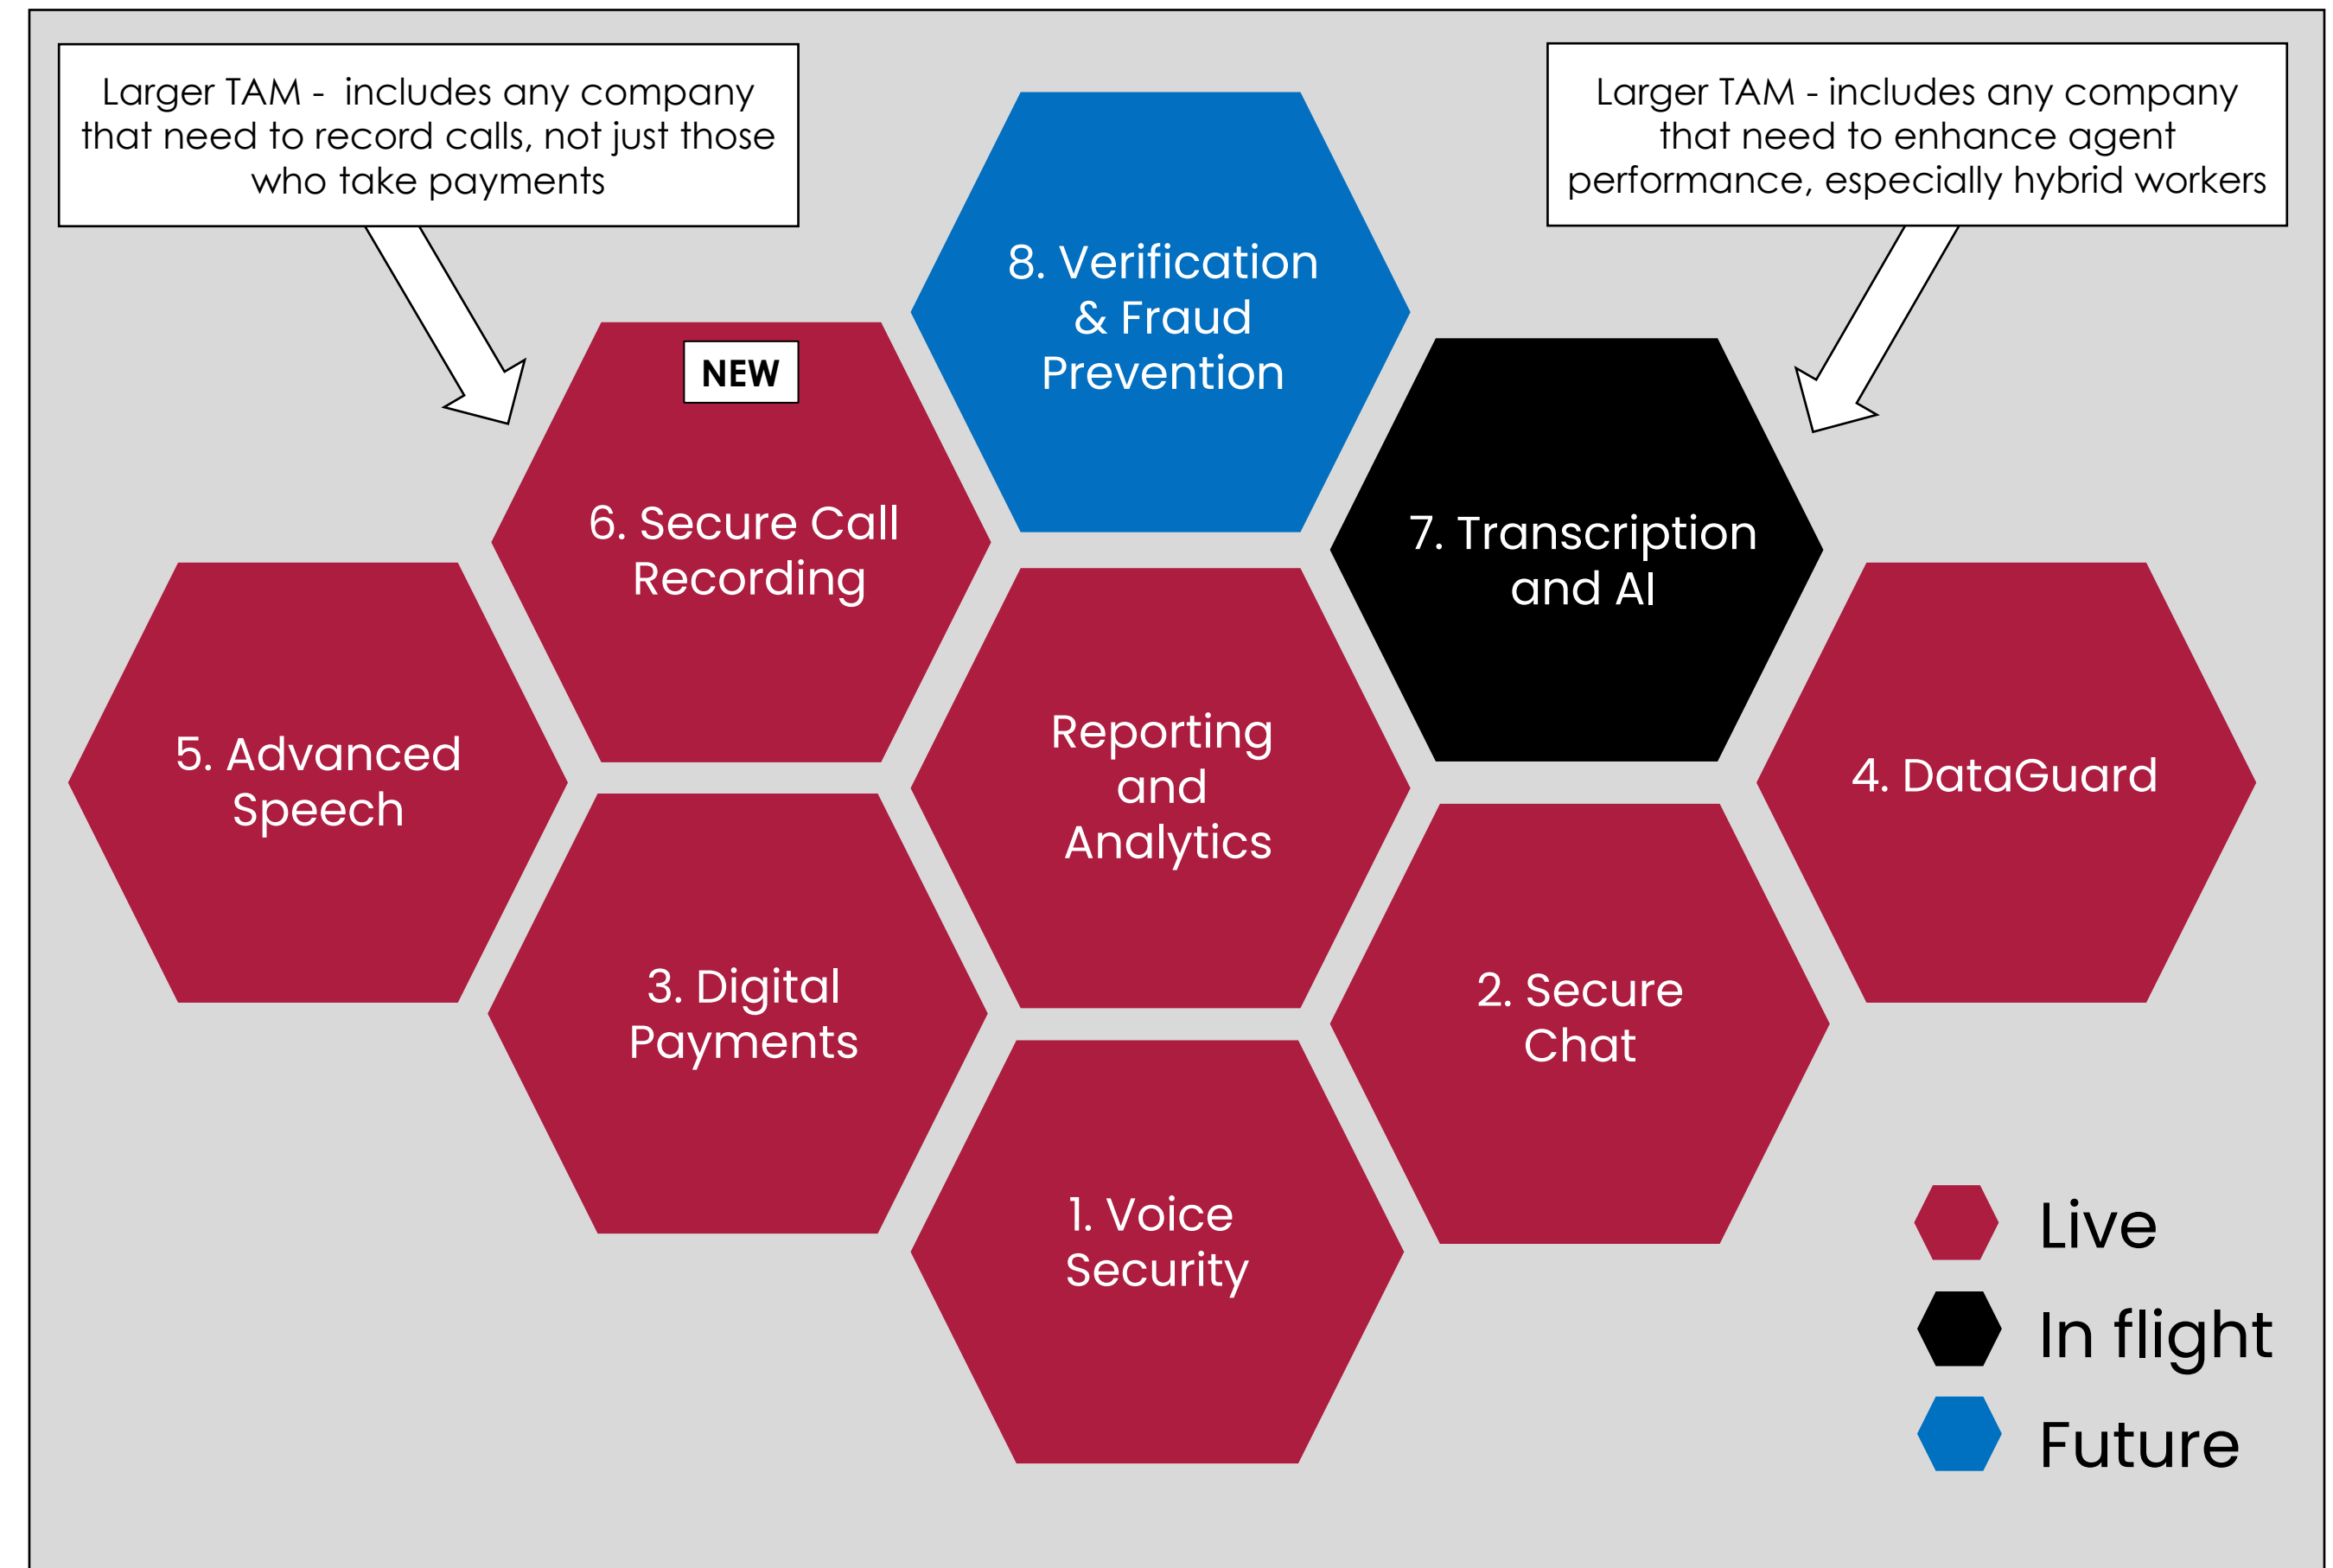 Larger TAM -  includes any company
that need to record calls, not just those
who take payments
Larger TAM - includes any company
that need to enhance agent
performance, especially hybrid workers
8. Verification
& Fraud
Prevention
NEW
6. Secure Call
Recording
7. Transcription
and AI
5. Advanced
Speech
Reporting
and
Analytics
4. DataGuard
3. Digital
Payments
2. Secure
Chat
1. Voice
Security
Live
In flight
Future